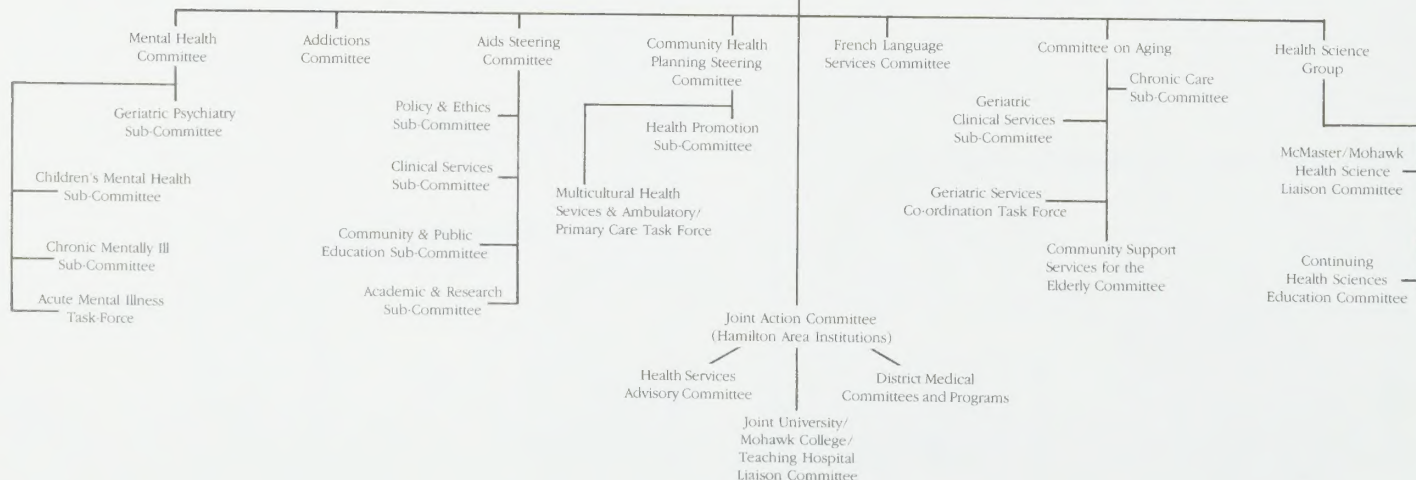 Mental Health
Committee
Addictions
Committee
Aids Steering
Committee
Community Health
Planning Steering
Committee
French Language
Services Committee
Committee on Aging
Health Science
Group
Geriatric Psychiatry
Sub-Committee
Children's Mental Health
Sub-Committee
Chronic Mentally Ill
Sub-Committee
Acute Mental Illness
Task-Force
Policy & Ethics
Sub-Committee
Clinical Services
Sub-Committee
Community & Public
Education Sub-Committee
Academic & Research
Sub-Committee
Health Promotion
Sub-Committee
Multicultural Health
Sevices & Ambulatory/
Primary Care Task Force
Chronic Care
Sub-Committee
Geriatric
Clinical Services
Sub-Committee
Geriatric Services
Co-ordination Task Force
Community Support
Services for the
Elderly Committee
McMaster/Mohawk
Health Science
Liaison Committee
Continuing
Health Sciences
Education Committee
Joint Action Committee
(Hamilton Area Institutions)
Health Services
Advisory Committee
District Medical
Committees and Programs
Joint University/
Mohawk College/
Teaching Hospital
Liaison Committee